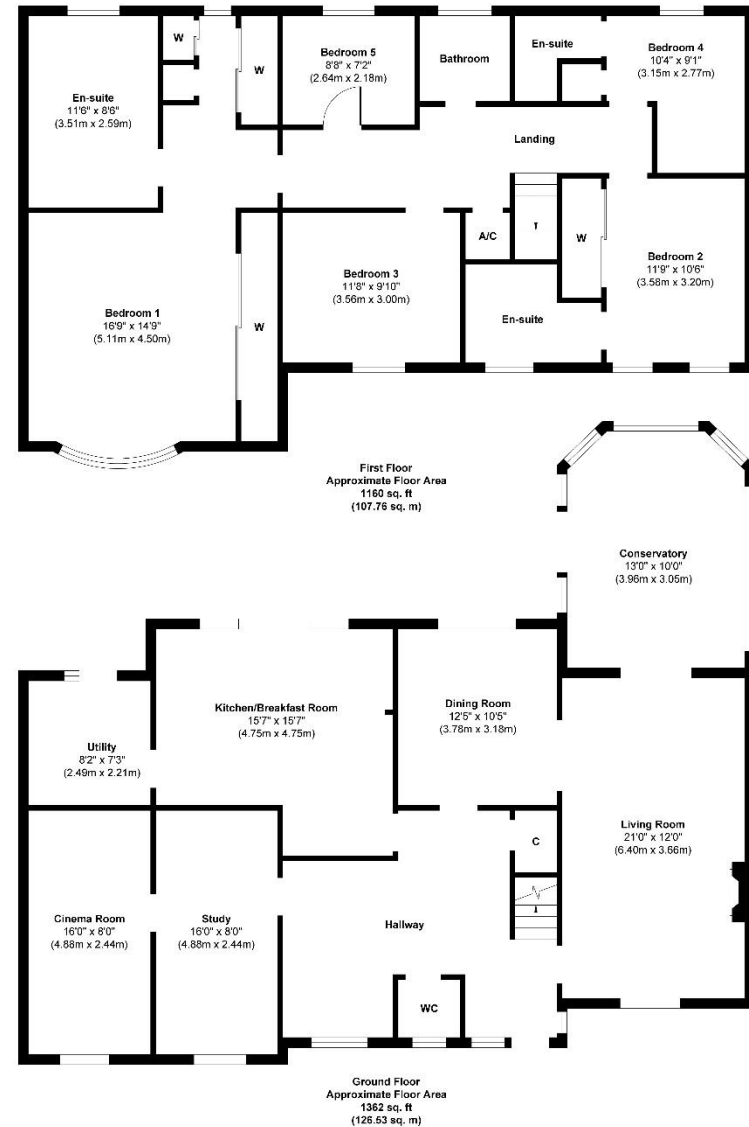 W
W
Bedroom 5
8'8" x 7'2"
(2.64m x 2.18m)
Bathroom
En-suite
Bedroom 4
10'4" x 9'1"
(3.15m x 2.77m)
En-suite
11'6" x 8'6"
(3.51m x 2.59m)
Landing
Bedroom 1
16'9" x 14'9"
(5.11m x 4.50m)
W
Bedroom 3
11'8" x 9'10"
(3.56m x 3.00m)
A/C
W
Bedroom 2
11'9" x 10'6"
(3.58m x 3.20m)
En-suite
First Floor
Approximate Floor Area
1160 sq. ft
(107.76 sq. m)
Conservatory
13'0" x 10'0"
(3.96m x 3.05m)
Kitchen/Breakfast Room
15'7" x 15'7"
(4.75m x 4.75m)
Dining Room
12'5" x 10'5"
(3.78m x 3.18m)
Utility
8'2" x 7'3"
(2.49m x 2.21m)
Living Room
21'0" x 12'0"
(6.40m x 3.66m)
C
Cinema Room
16'0" x 8'0"
(4.88m x 2.44m)
Study
16'0" x 8'0"
(4.88m x 2.44m)
Hallway
WC
Ground Floor
Approximate Floor Area
1362 sq. ft
(126.53 sq. m)